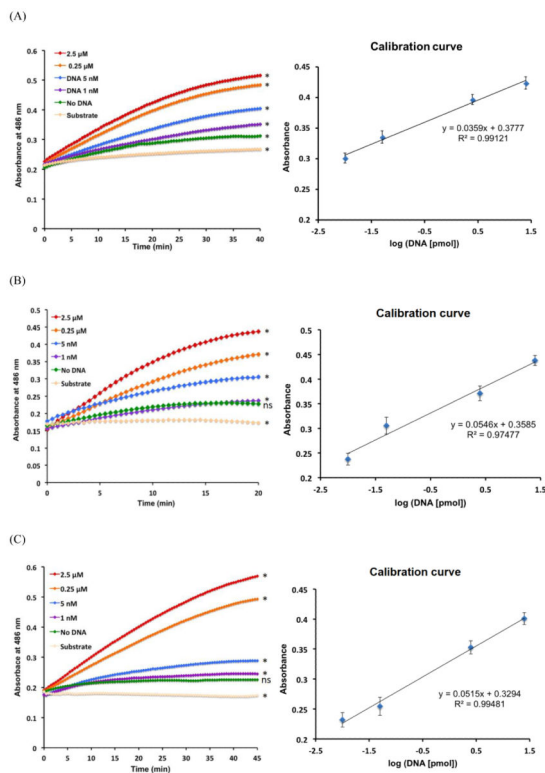 (A)
Absorbance at 486 nm
0.6
0.5
0.4
0.3
0.2
0.1
0
2.5 µM
0.25 µM
DNA 5 nM
DNA 1 nM
No DNA
Substrate
*
*
*
*
*
*
0 5 10 15 20 25 30 35 40
Time (min)
Calibration curve
Absorbance
0.45
0.4
0.35
0.3
0.25
0.2
y = 0.0359x + 0.3777
R² = 0.99121
-2.5 -1.5 -0.5 0.5 1.5
log (DNA [pmol])
(B)
Absorbance at 486 nm
0.5
0.45
0.4
0.35
0.3
0.25
0.2
0.15
0.1
0.05
0
2.5 µM
0.25 µM
5 nM
1 nM
No DNA
Substrate
*
*
*
*
ns
*
0 5 10 15 20
Time (min)
Calibration curve
Absorbance
0.5
0.45
0.4
0.35
0.3
0.25
0.2
y = 0.0546x + 0.3585
R² = 0.97477
-2.5 -1.5 -0.5 0.5 1.5
log (DNA [pmol])
(C)
Absorbance at 486 nm
0.6
0.5
0.4
0.3
0.2
0.1
0
2.5 µM
0.25 µM
5 nM
1 nM
No DNA
Substrate
*
*
*
*
ns
*
0 5 10 15 20 25 30 35 40 45
Time (min)
Calibration curve
Absorbance
0.45
0.4
0.35
0.3
0.25
0.2
y = 0.0515x + 0.3294
R² = 0.99481
-2.5 -1.5 -0.5 0.5 1.5
log (DNA [pmol])